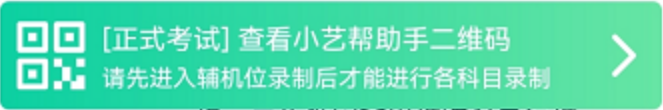 [正式考试] 查看小艺帮助手二维码
请先进入辅机位录制后才能进行各科目录制